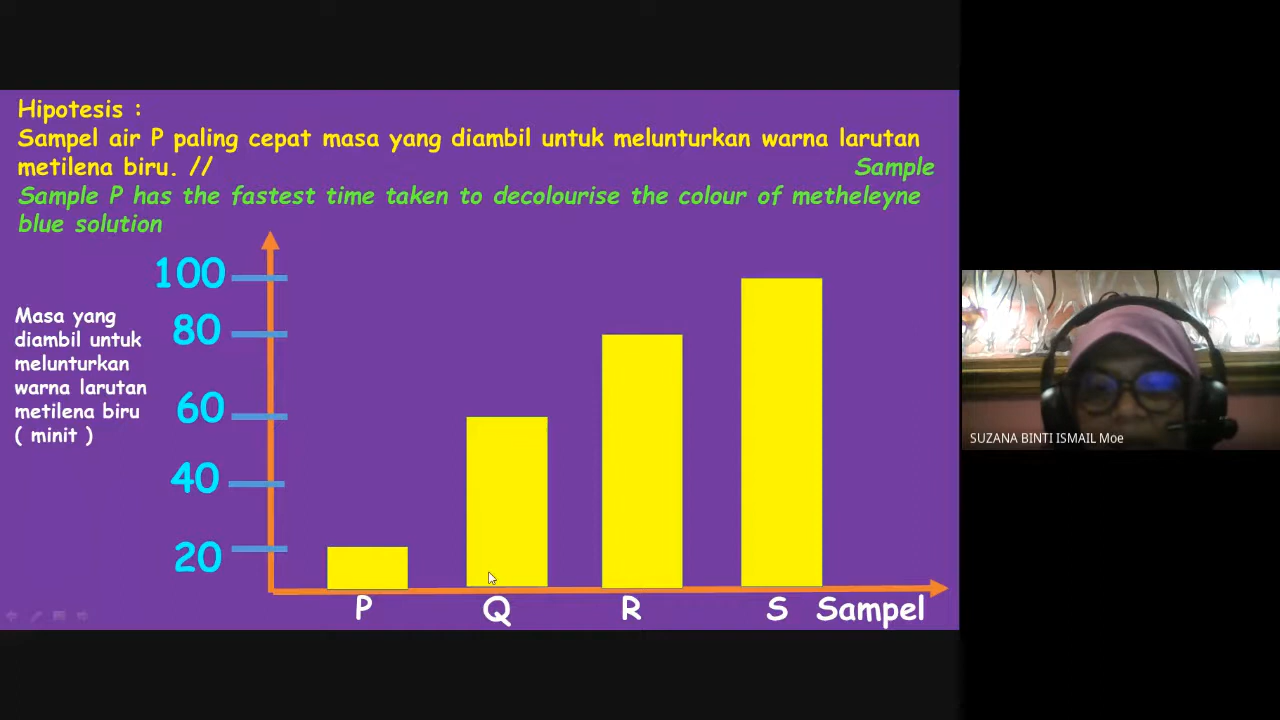 Hipotesis :
Sampel air P paling cepat masa yang diambil untuk melunturkan warna larutan
metilena biru. // Sample
Sample P has the fastest time taken to decolourise the colour of metheleyne
blue solution
100
80
60
40
20
Masa yang
diambil untuk
melunturkan
warna larutan
metilena biru
( minit )
P Q R S Sampel
SUZANA BINTI ISMAIL Moe